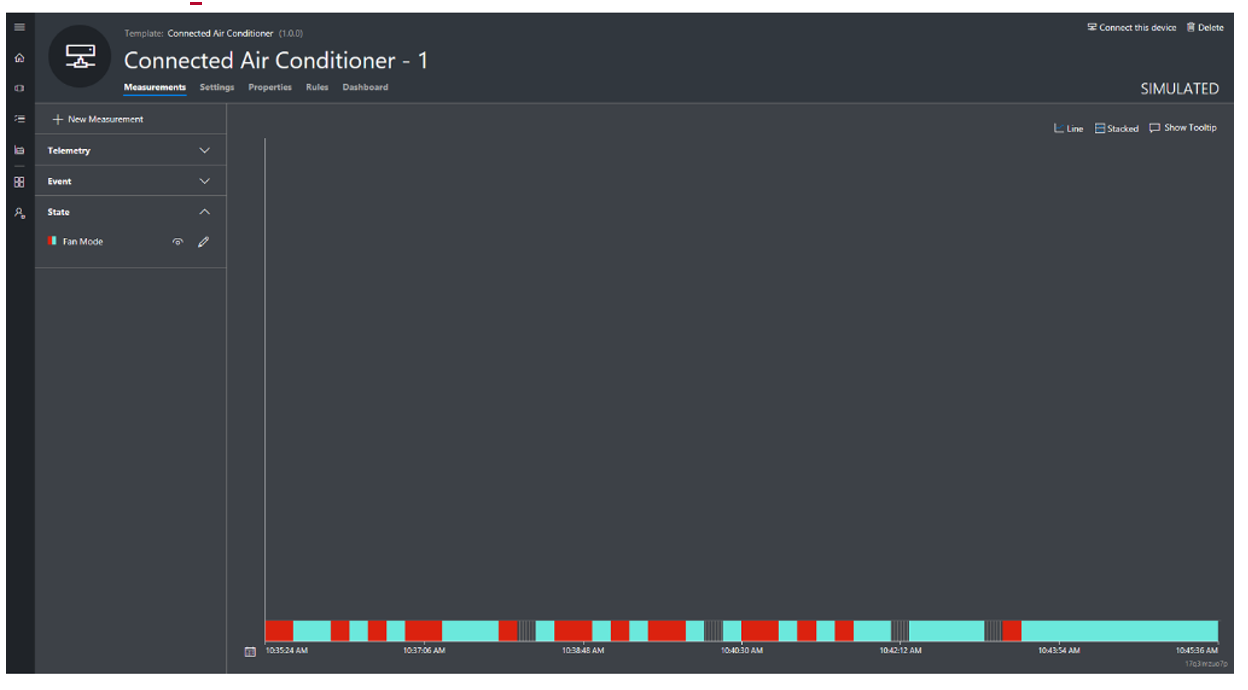 Template: Connected Air Conditioner (1.0.0)
Connect this device Delete
Connected Air Conditioner - 1
Measurements Settings Properties Rules Dashboard
SIMULATED
New Measurement
Line Stacked Show Tooltip
Telemetry
Event
State
Fan Mode
10:35:24 AM 10:37:06 AM 10:38:48 AM 10:40:30 AM 10:42:12 AM 10:43:54 AM 10:45:36 AM